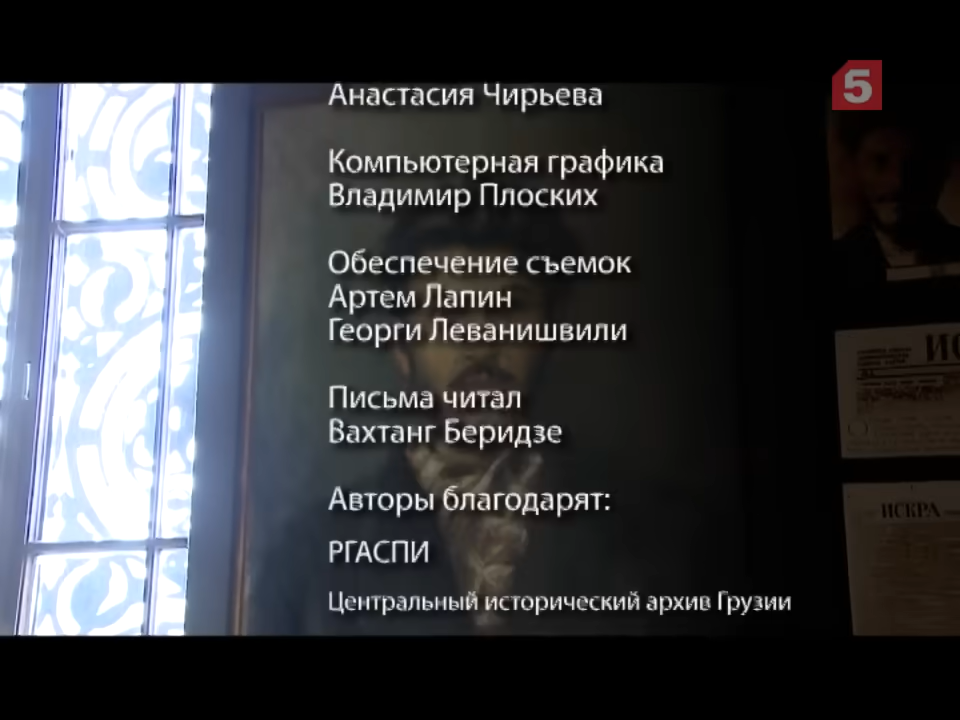 5
Анастасия Чирьева
Компьютерная графика
Владимир Плоских
Обеспечение съемок
Артем Лапин
Георги Леванишвили
Письма читал
Вахтанг Беридзе
Авторы благодарят:
РГАСПИ
Центральный исторический архив Грузии
ИСКРА